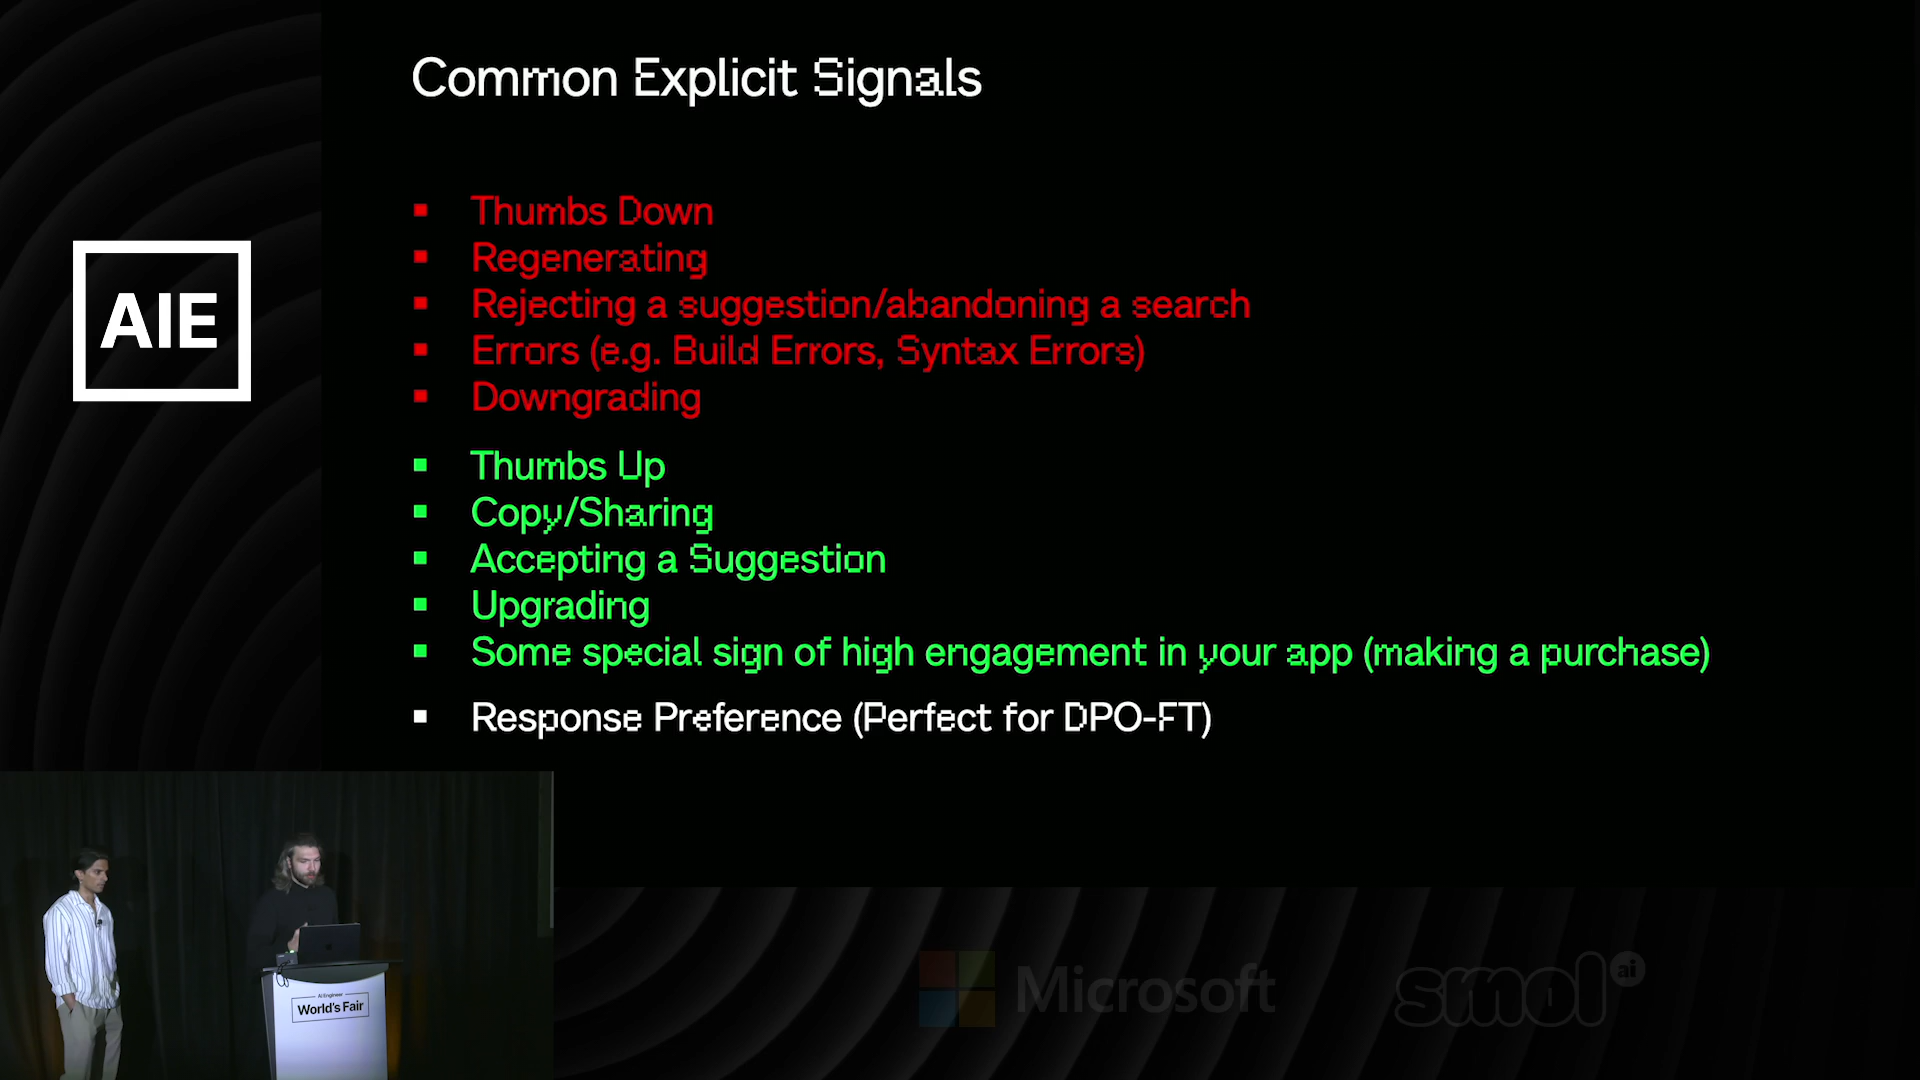 Common Explicit Signals
AIE
▪ Thumbs Down
▪ Regenerating
▪ Rejecting a suggestion/abandoning a search
▪ Errors (e.g. Build Errors, Syntax Errors)
▪ Downgrading
▪ Thumbs Up
▪ Copy/Sharing
▪ Accepting a Suggestion
▪ Upgrading
▪ Some special sign of high engagement in your app (making a purchase)
▪ Response Preference (Perfect for DPO-FT)
AI Engineer
World's Fair
Microsoft
smol ai